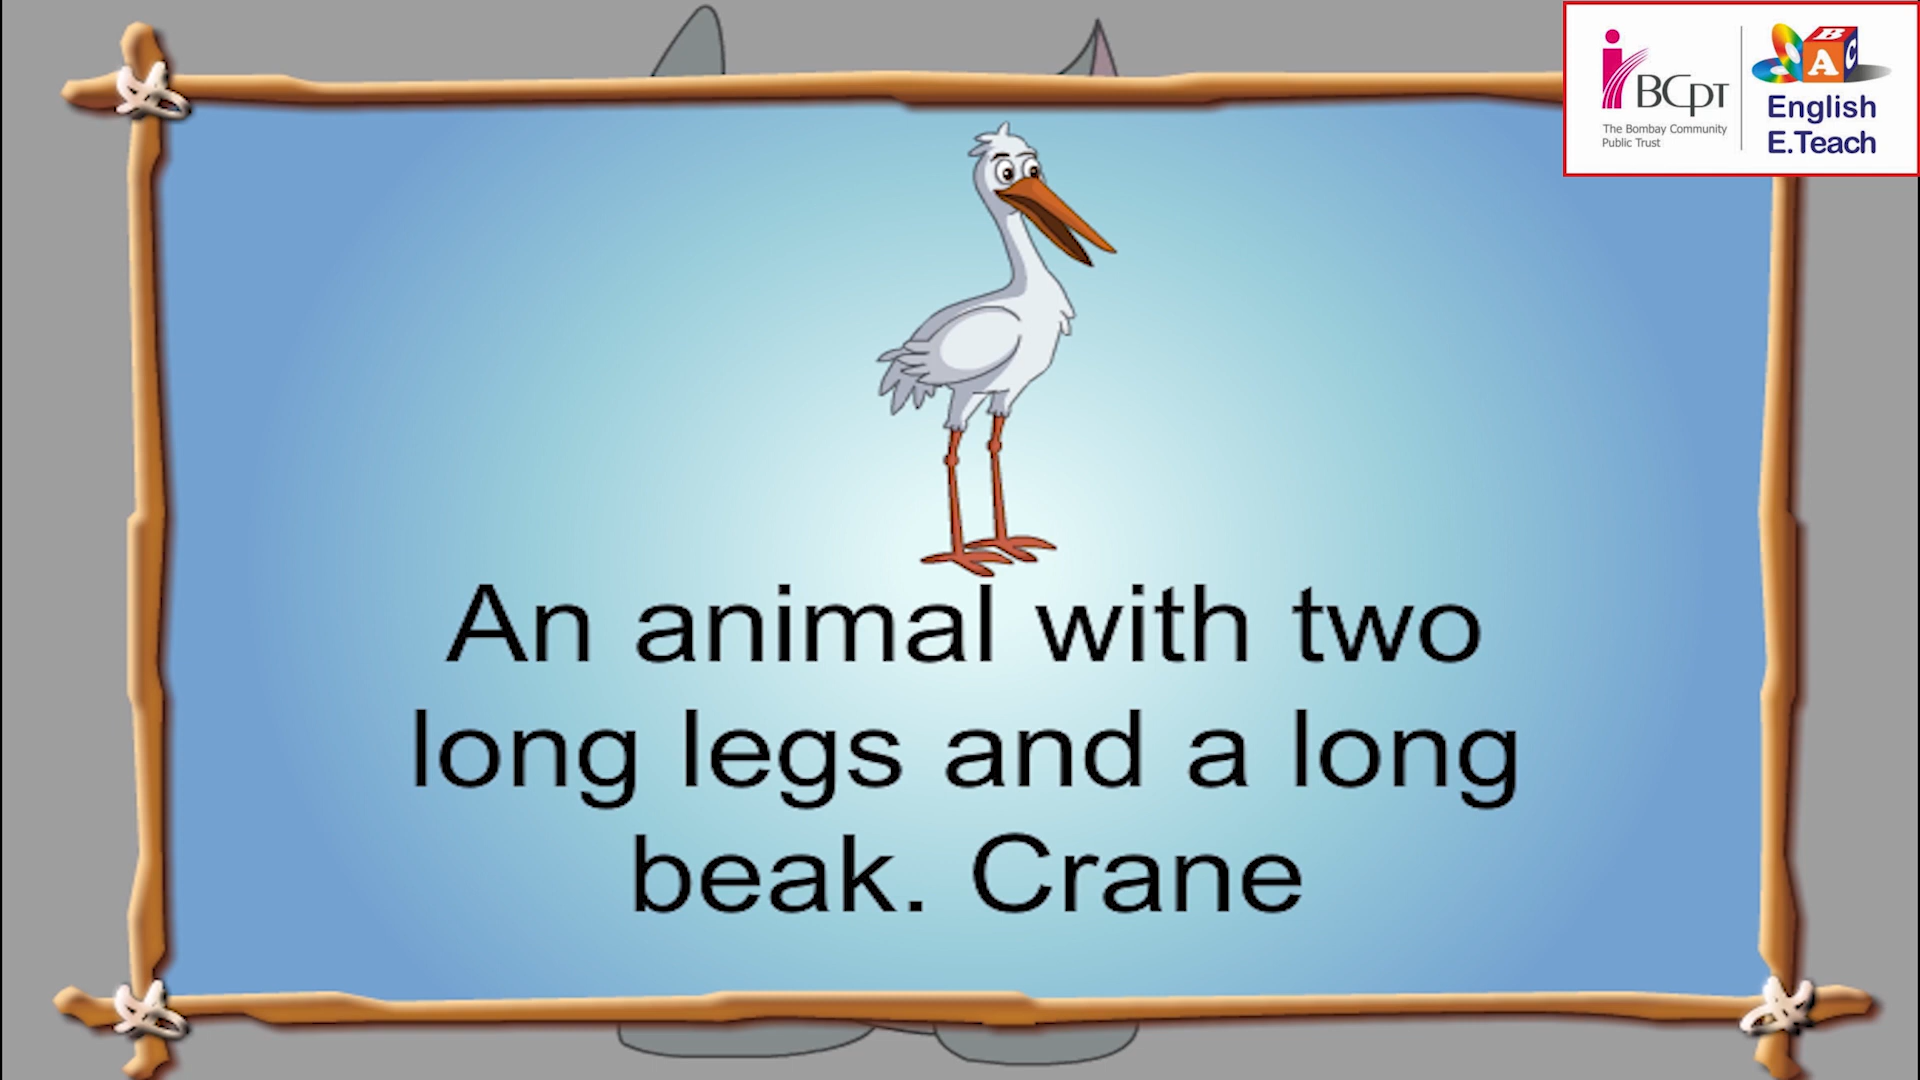 BCPT
The Bombay Community
Public Trust
B
A
C
English
E.Teach
An animal with two
long legs and a long
beak. Crane